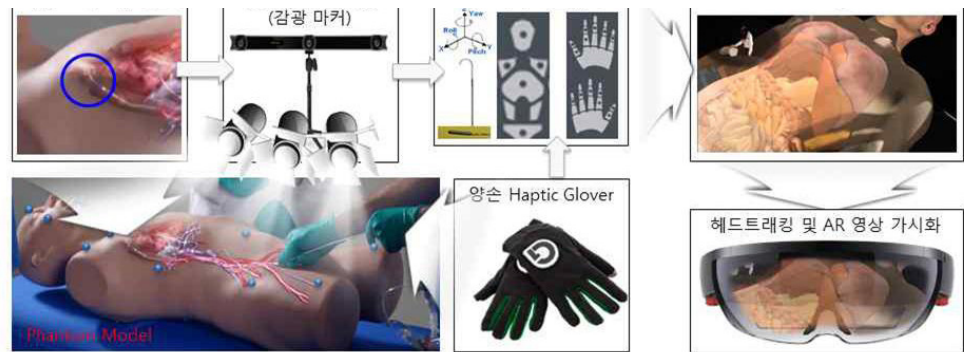 (감광 마커)
Yaw
Roll
X
Pitch
Y
양손 Haptic Glover
헤드트래킹 및 AR 영상 가시화
Phantom Model